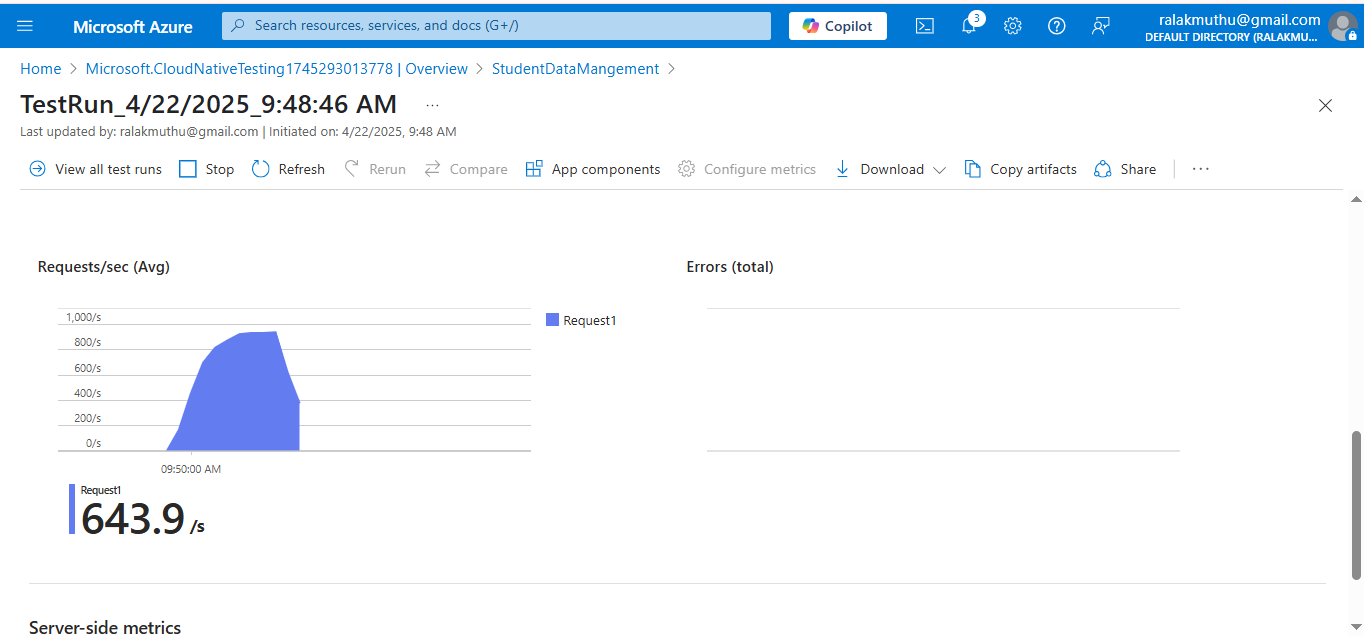 Microsoft Azure
Search resources, services, and docs (G+/)
Copilot
3
ralakmuthu@gmail.com
DEFAULT DIRECTORY (RALAKMU...
Home > Microsoft.CloudNativeTesting1745293013778 | Overview > StudentDataMangement >
TestRun_4/22/2025_9:48:46 AM ...
Last updated by: ralakmuthu@gmail.com | Initiated on: 4/22/2025, 9:48 AM
View all test runs Stop Refresh Rerun Compare App components Configure metrics Download Copy artifacts Share ...
Requests/sec (Avg)
1,000/s
800/s
600/s
400/s
200/s
0/s
09:50:00 AM
Request1
Request1
643.9 /s
Errors (total)
Server-side metrics